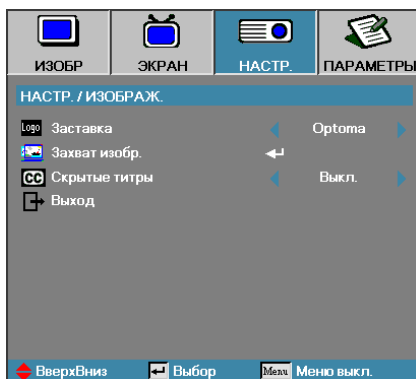 ИЗОБР ЭКРАН НАСТР. ПАРАМЕТРЫ
НАСТР. / ИЗОБРАЖ.
Logo Заставка Optoma
Захват изобр.
CC Скрытые титры Выкл.
Выход
ВверхВниз Выбор Menu Меню выкл.